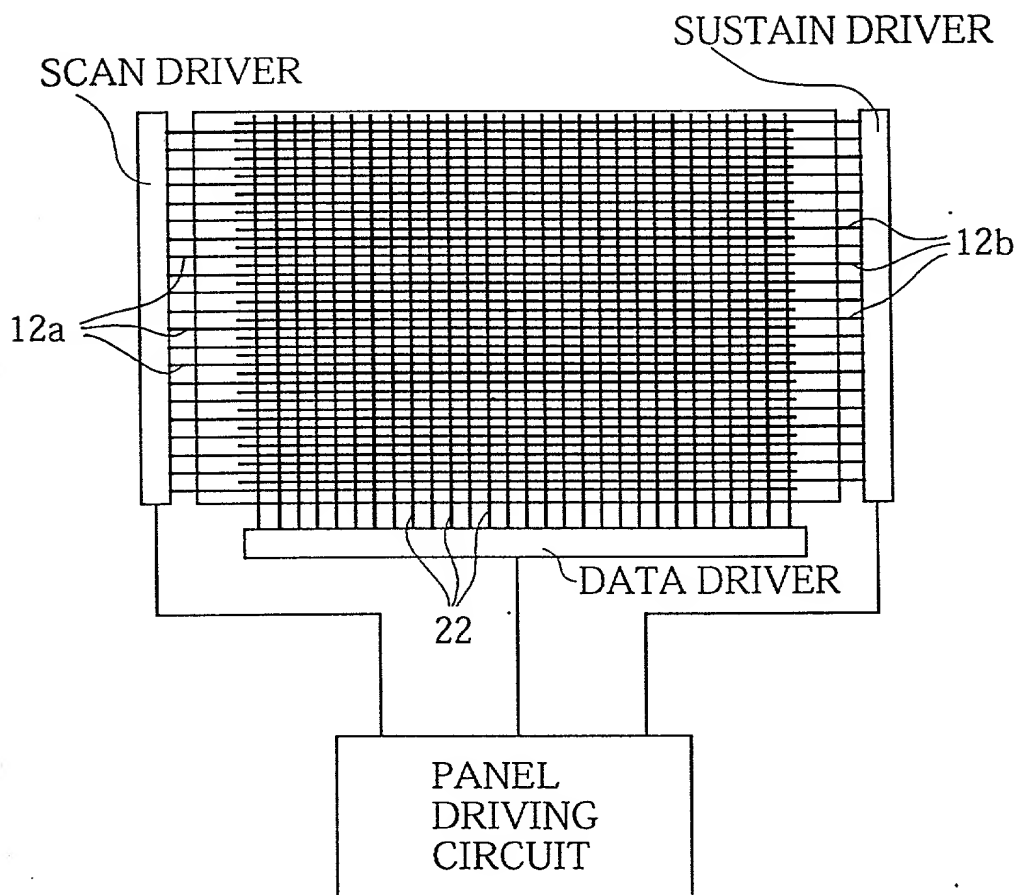 SUSTAIN DRIVER
SCAN DRIVER
12b
12a
DATA DRIVER
22
PANEL
DRIVING
CIRCUIT